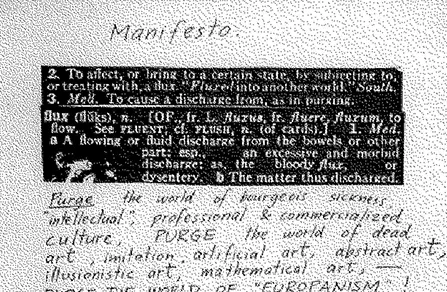 Manifesto.
2. To affect, or bring to a certain state, by subjecting to,
or treating with, a flux. "Fluxed into another world." South.
3. Med. To cause a discharge from, as in purging.
flux (flŭks), n. [OF., fr. L. fluxus, fr. fluere, fluxum, to
flow. See FLUENT; cf. FLUSH, n. (of cards).] 1. Med.
a A flowing or fluid discharge from the bowels or other
part; esp., an excessive and morbid
discharge; as, the bloody flux, or
dysentery. b The matter thus discharged.
Purge the world of bourgeois sickness,
"intellectual", professional & commercialized
culture, PURGE the world of dead
art, imitation, artificial art, abstract art,
illusionistic art, mathematical art, —
PURGE THE WORLD OF "EUROPANISM"!